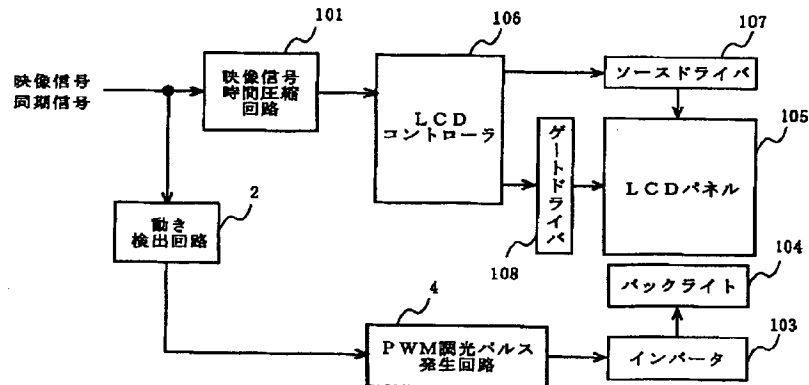 101
106
107
映像信号
同期信号
映像信号
時間圧縮
回路
LCD
コントローラ
ソースドライバ
105
ゲートドライバ
LCDパネル
2
動き
検出回路
108
104
バックライト
4
103
PWM調光パルス
発生回路
インバータ